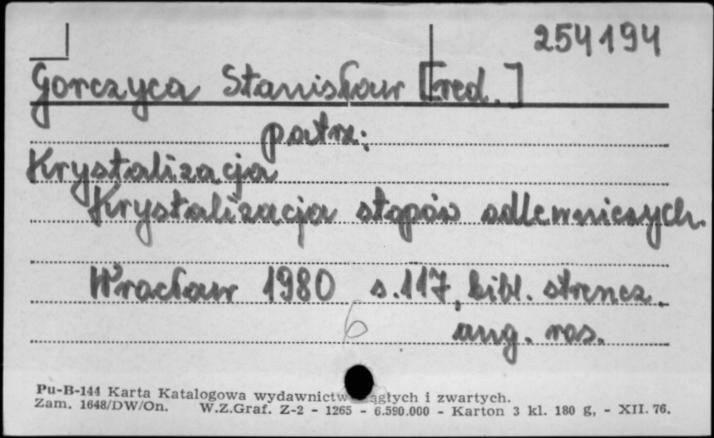 254194
Gorczyca Stanisław [red.]
patrz:
Krystalizacja
Krystalizacja stopów odlewniczych.
Wrocław 1980 s.117, bibl. streszcz.
6 ang. ros.
Pu-B-144 Karta Katalogowa wydawnictw ągłych i zwartych.
Zam. 1648/DW/On. W.Z.Graf. Z-2 - 1265 - 6.590.000 - Karton 3 kl. 180 g, - XII. 76.